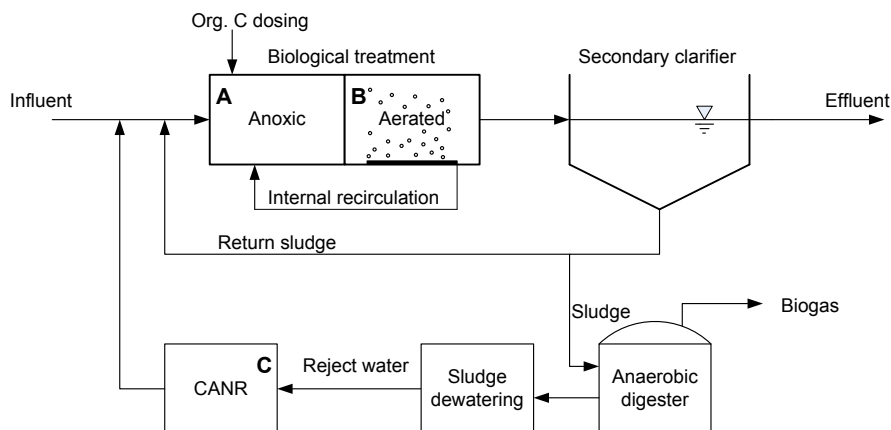 Org. C dosing
Biological treatment
Secondary clarifier
Influent
A
B
Effluent
Anoxic
Aerated
Internal recirculation
Return sludge
Sludge
Biogas
CANR
C
Reject water
Sludge
dewatering
Anaerobic
digester